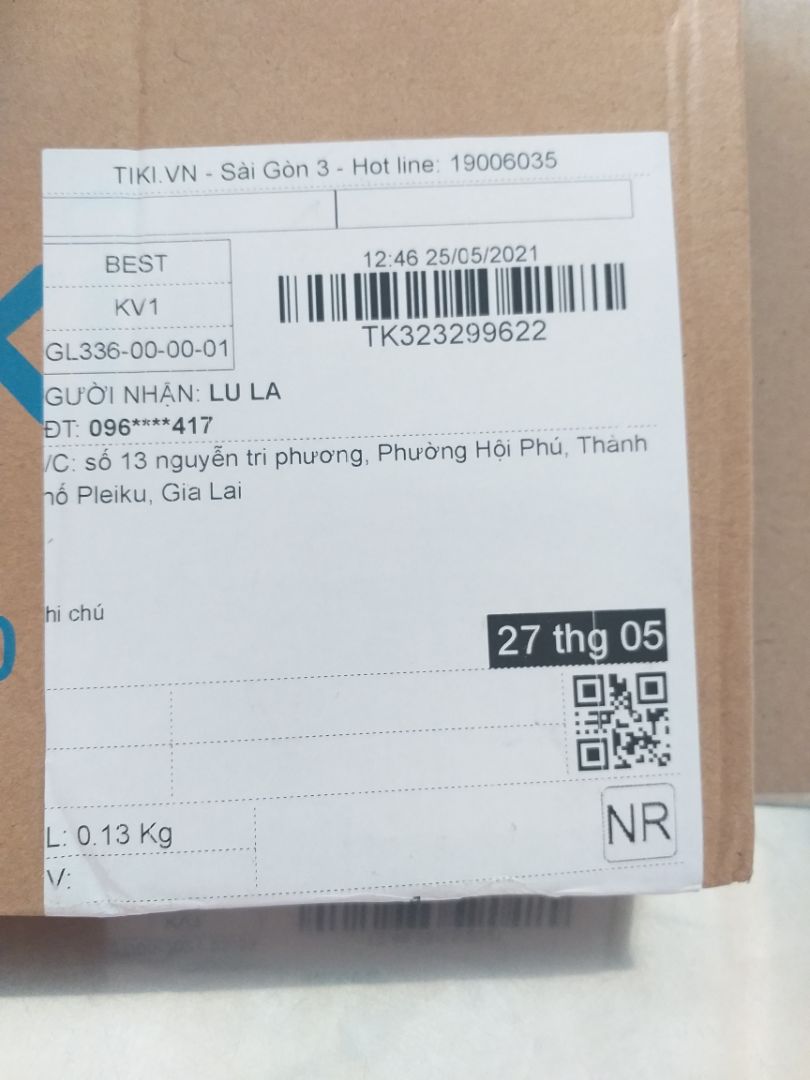 TIKI.VN - Sài Gòn 3 - Hot line: 19006035
BEST
KV1
GL336-00-00-01
12:46 25/05/2021
TK323299622
GƯỜI NHẬN: LU LA
ĐT: 096****417
/C: số 13 nguyễn tri phương, Phường Hội Phú, Thành
hố Pleiku, Gia Lai
hi chú
27 thg 05
L: 0.13 Kg
NR
V: